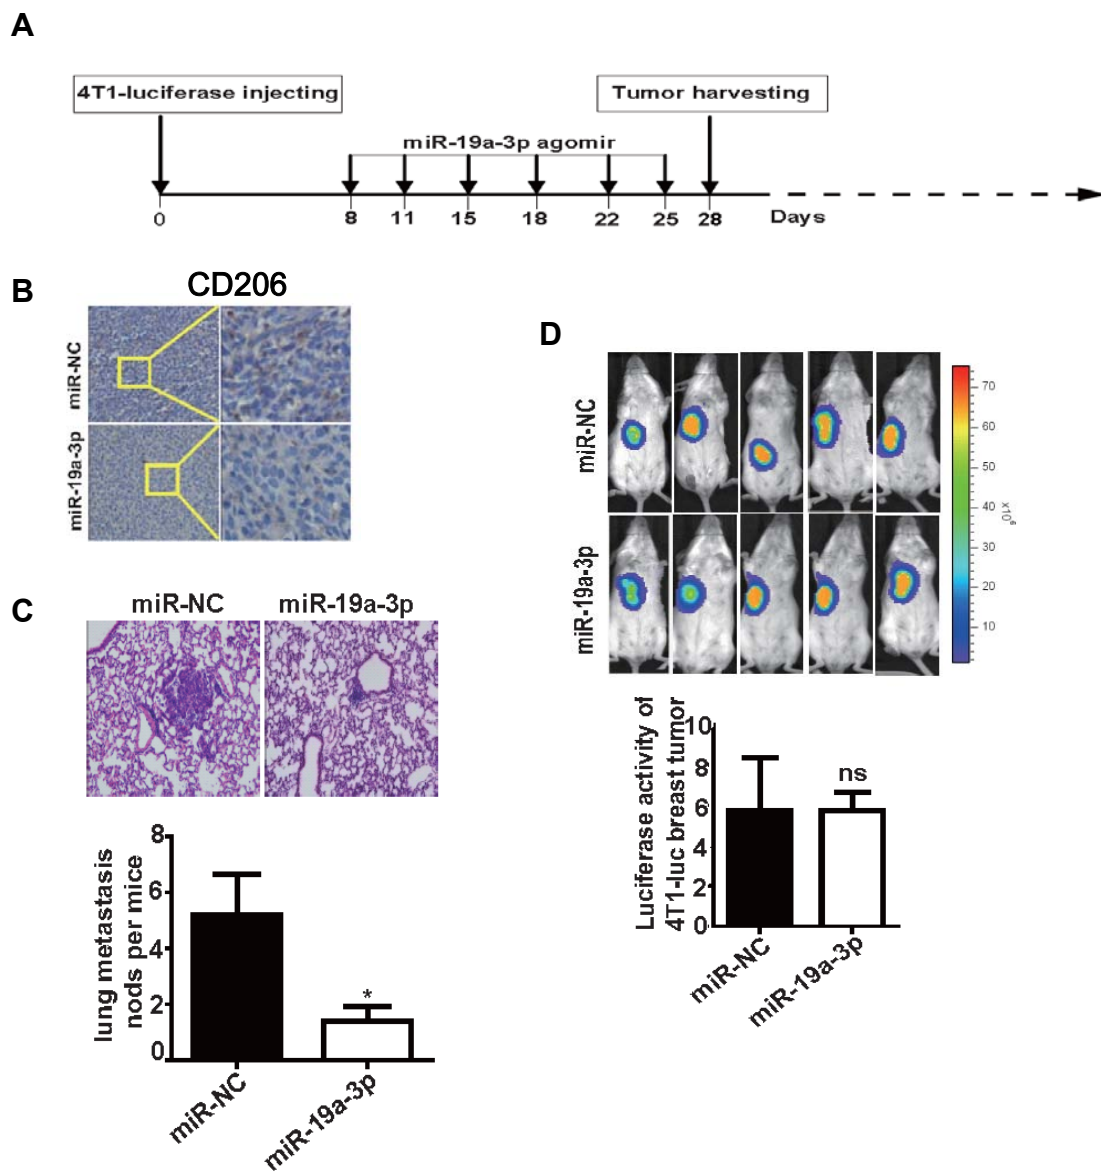 A
4T1-luciferase injecting
Tumor harvesting
miR-19a-3p agomir
0 8 11 15 18 22 25 28 Days
B
CD206
miR-NC
miR-19a-3p
C
miR-NC miR-19a-3p
lung metastasis
nods per mice
8
6
4
2
0
*
miR-NC
miR-19a-3p
D
miR-NC
miR-19a-3p
70
60
50
40
30
20
10
x10⁶
Luciferase activity of
4T1-luc breast tumor
10
8
6
4
2
0
ns
miR-NC
miR-19a-3p